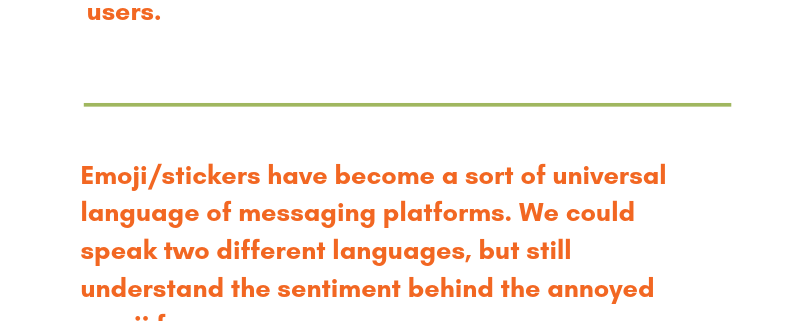 users.
Emoji/stickers have become a sort of universal
language of messaging platforms. We could
speak two different languages, but still
understand the sentiment behind the annoyed